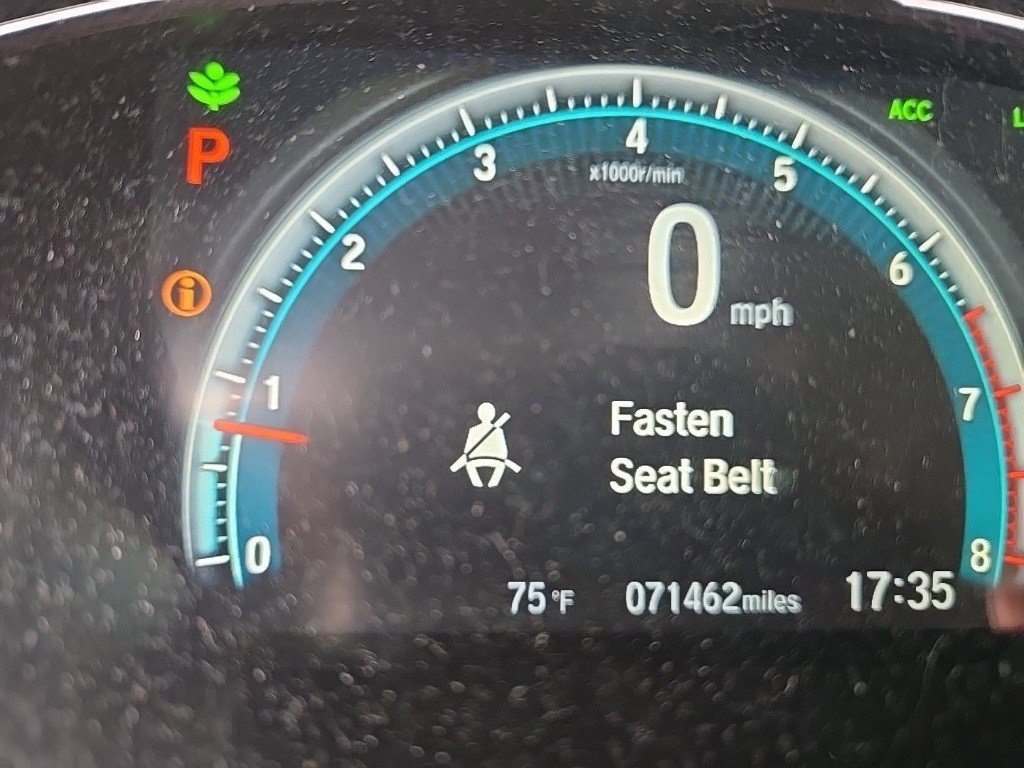 P
ACC
0
1
2
3
4
5
6
7
8
x1000r/min
0 mph
Fasten
Seat Belt
75°F 071462miles 17:35